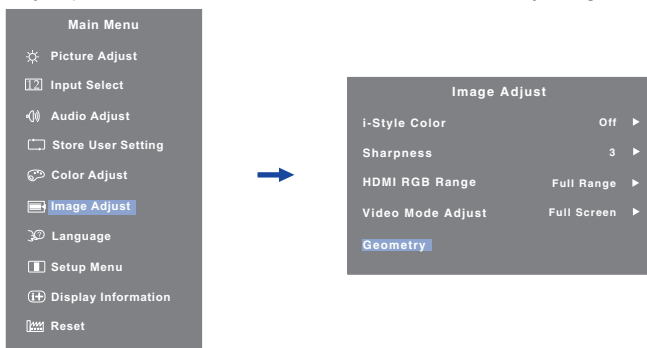 Main Menu
Picture Adjust
12 Input Select
Audio Adjust
Store User Setting
Color Adjust
Image Adjust
Language
Setup Menu
Display Information
Reset
Image Adjust
i-Style Color Off
Sharpness 3
HDMI RGB Range Full Range
Video Mode Adjust Full Screen
Geometry